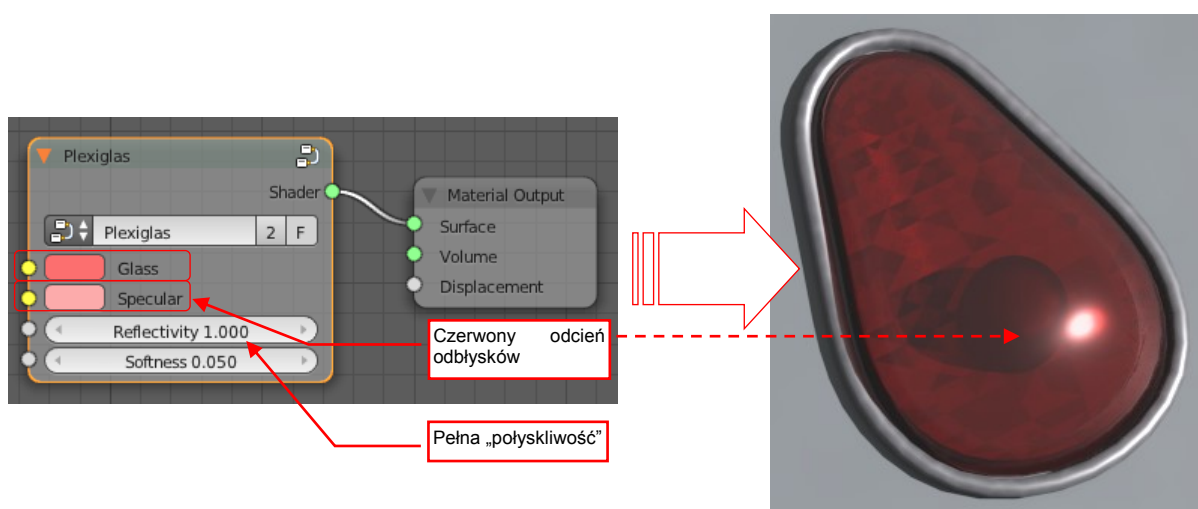 Plexiglas
Shader
Plexiglas 2 F
Glass
Specular
Reflectivity 1.000
Softness 0.050
Material Output
Surface
Volume
Displacement
Czerwony odcień
odbłysków
Pełna „połyskliwość”